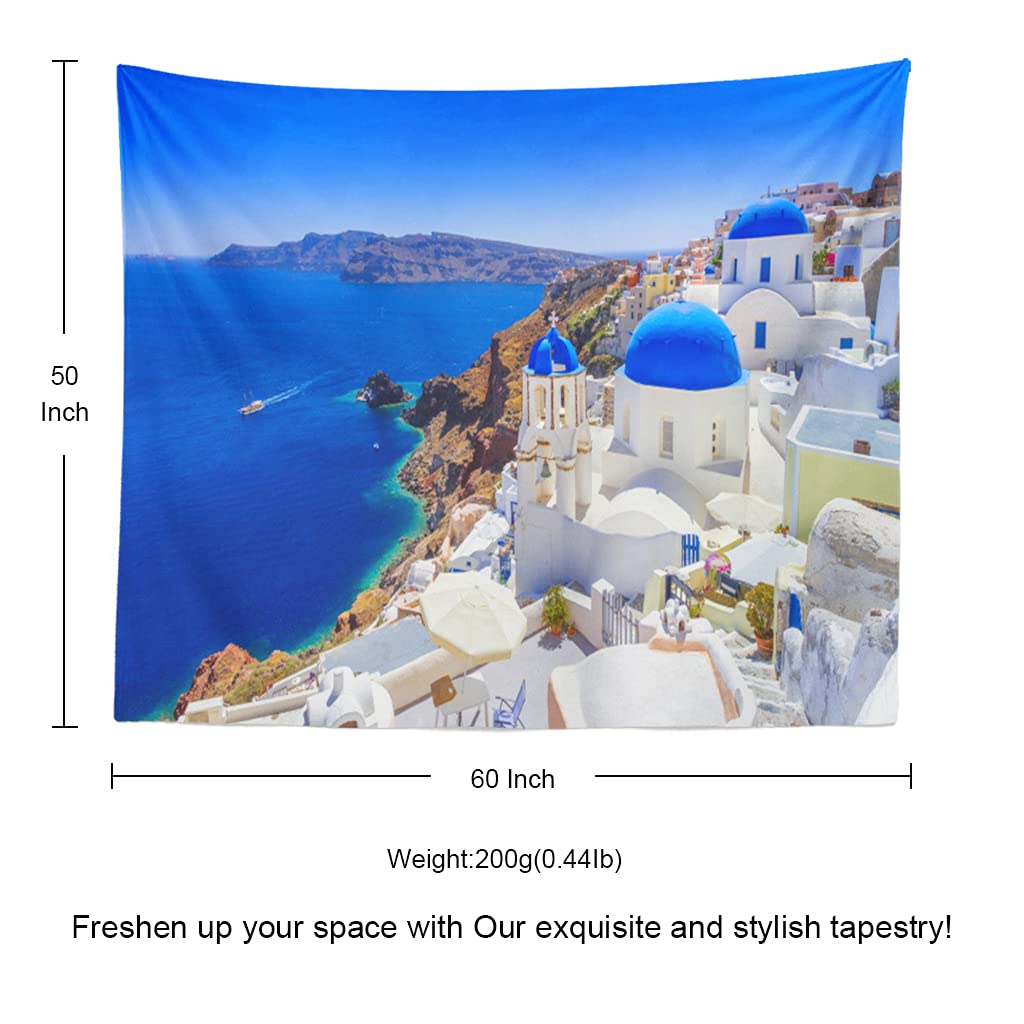 50
Inch
60 Inch
Weight:200g(0.44Ib)
Freshen up your space with Our exquisite and stylish tapestry!